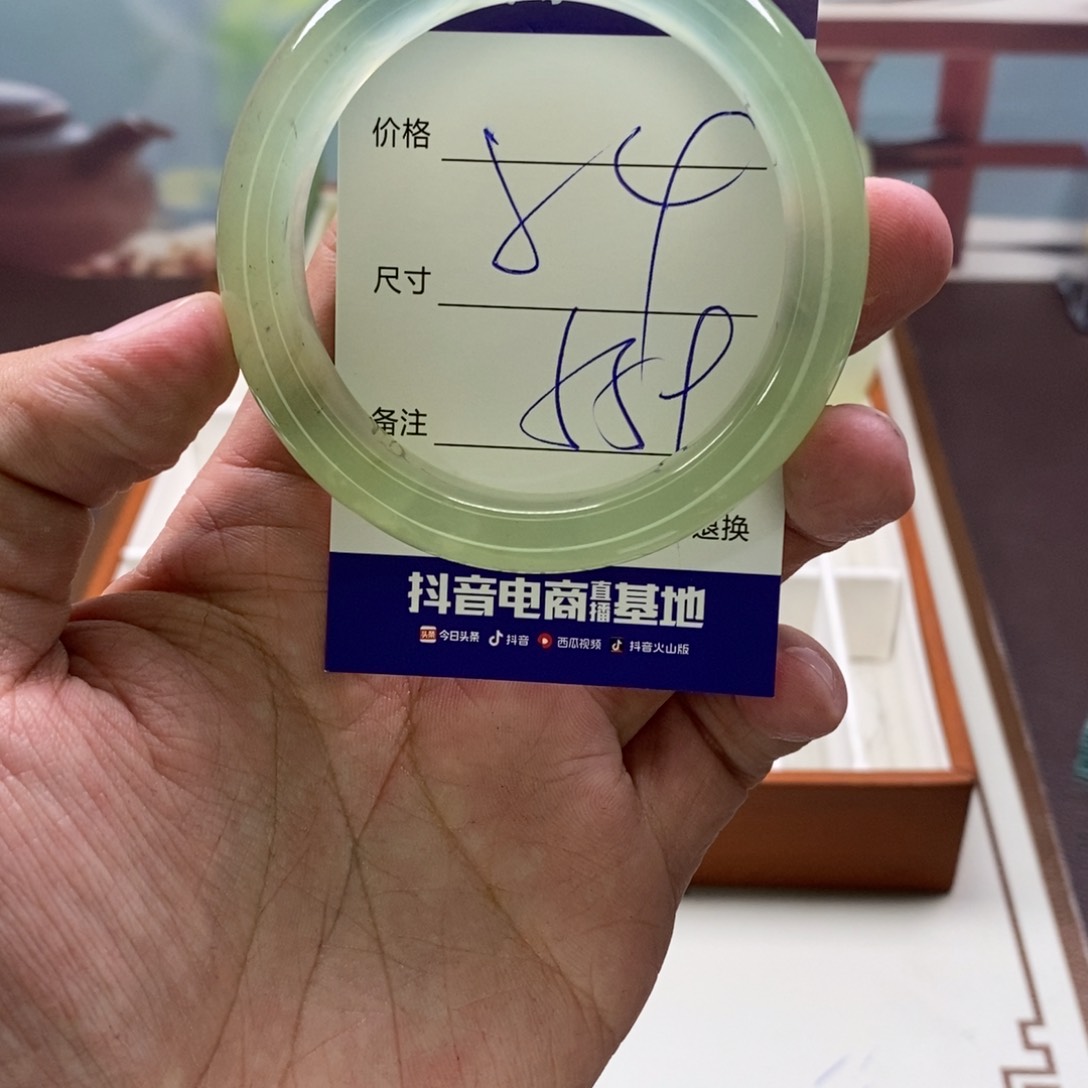 价格
尺寸
备注
退换
抖音电商直播基地
今日头条 抖音 西瓜视频 抖音火山版